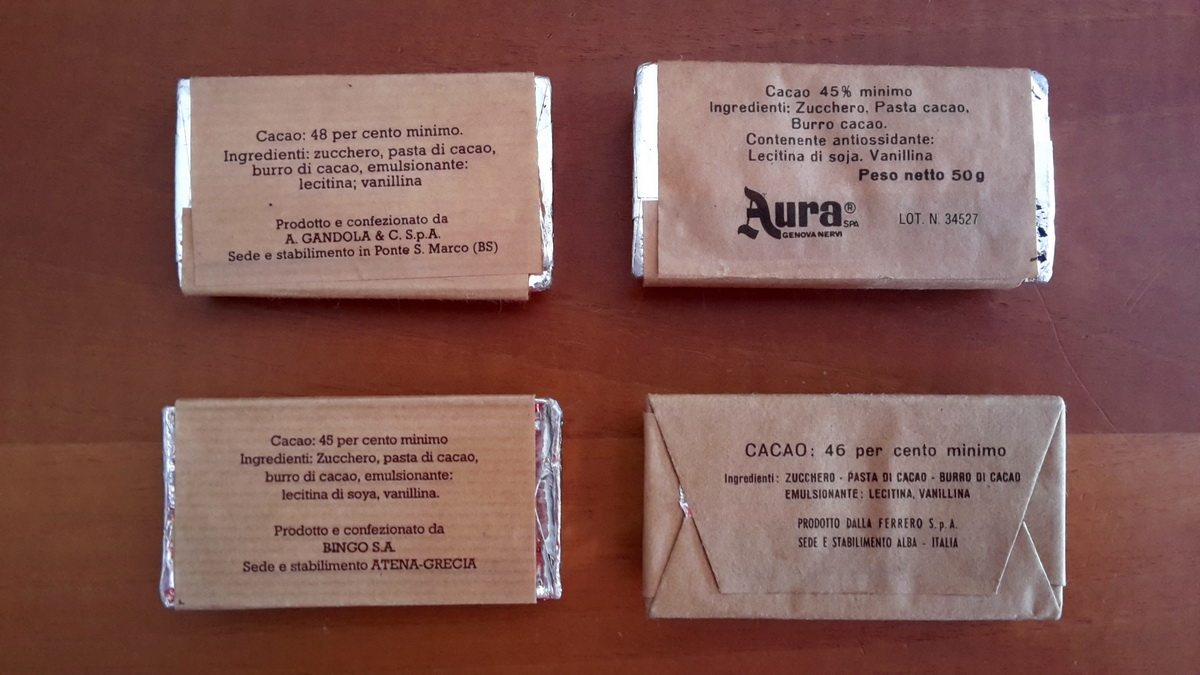 Cacao: 48 per cento minimo.
Ingredienti: zucchero, pasta di cacao,
burro di cacao, emulsionante:
lecitina; vanillina
Prodotto e confezionato da
A. GANDOLA & C. S.p.A.
Sede e stabilimento in Ponte S. Marco (BS)
Cacao 45% minimo
Ingredienti: Zucchero. Pasta cacao.
Burro cacao.
Contenente antiossidante:
Lecitina di soja. Vanillina
Peso netto 50 g
Aura® SPA
GENOVA NERVI
LOT. N. 34527
Cacao: 45 per cento minimo
Ingredienti: Zucchero, pasta di cacao,
burro di cacao, emulsionante:
lecitina di soya, vanillina.
Prodotto e confezionato da
BINGO S.A.
Sede e stabilimento ATENA-GRECIA
CACAO: 46 per cento minimo
Ingredienti: ZUCCHERO - PASTA DI CACAO - BURRO DI CACAO
EMULSIONANTE: LECITINA, VANILLINA
PRODOTTO DALLA FERRERO S.p.A.
SEDE E STABILIMENTO ALBA - ITALIA